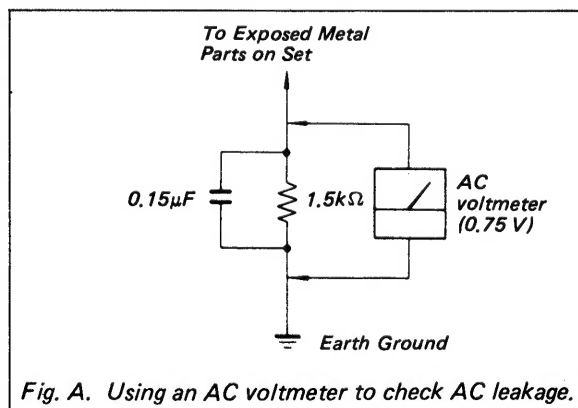 To Exposed Metal
Parts on Set
0.15µF
1.5kΩ
AC
voltmeter
(0.75 V)
Earth Ground
Fig. A. Using an AC voltmeter to check AC leakage.